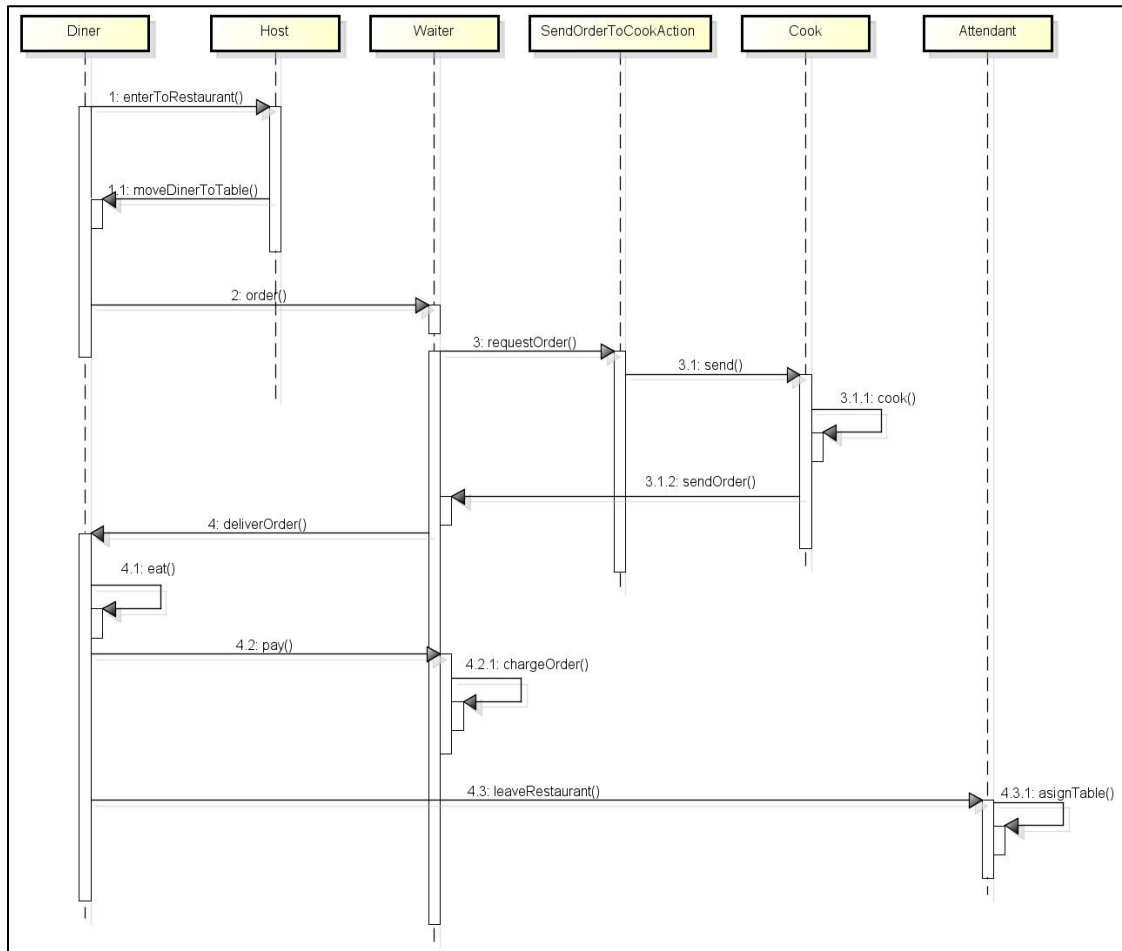 Diner
Host
Waiter
SendOrderToCookAction
Cook
Attendant
1: enterToRestaurant()
1.1: moveDinerToTable()
2: order()
3: requestOrder()
3.1: send()
3.1.1: cook()
3.1.2: sendOrder()
4: deliverOrder()
4.1: eat()
4.2: pay()
4.2.1: chargeOrder()
4.3: leaveRestaurant()
4.3.1: asignTable()